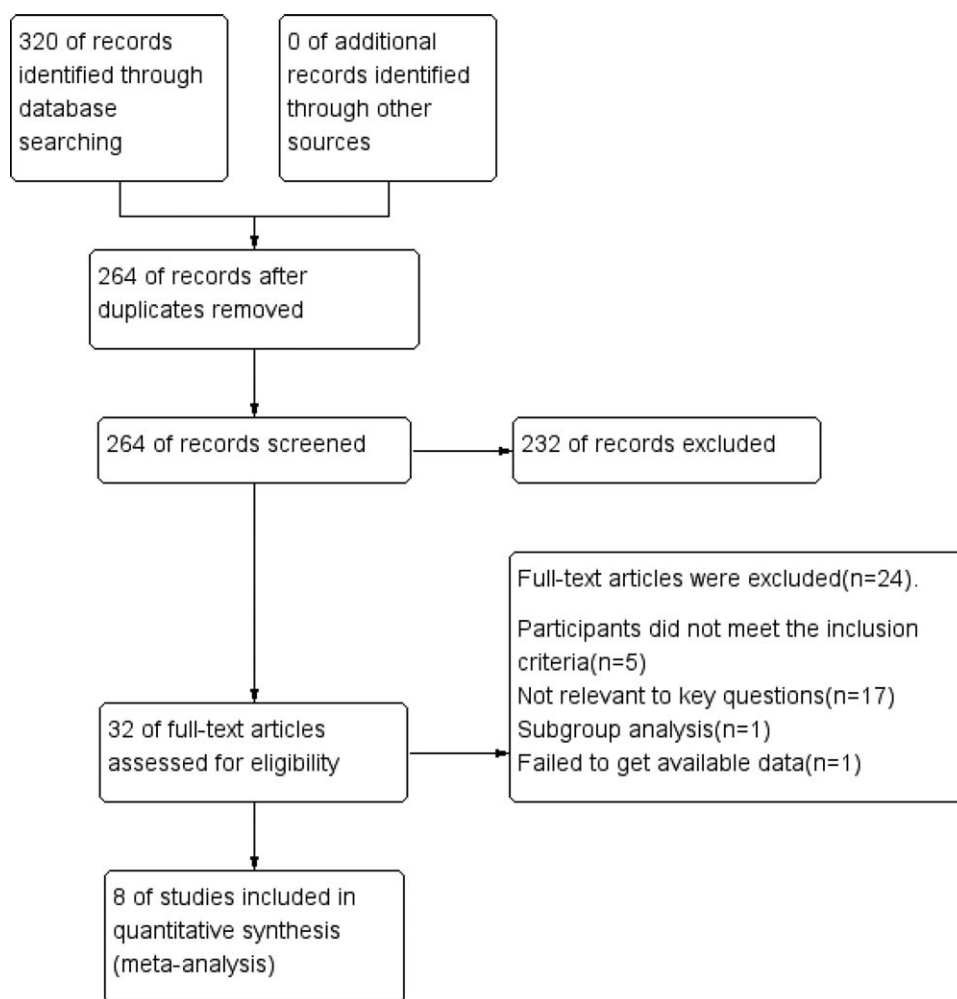 320 of records
identified through
database
searching
0 of additional
records identified
through other
sources
264 of records after
duplicates removed
264 of records screened
232 of records excluded
Full-text articles were excluded(n=24).
Participants did not meet the inclusion
criteria(n=5)
Not relevant to key questions(n=17)
Subgroup analysis(n=1)
Failed to get available data(n=1)
32 of full-text articles
assessed for eligibility
8 of studies included in
quantitative synthesis
(meta-analysis)